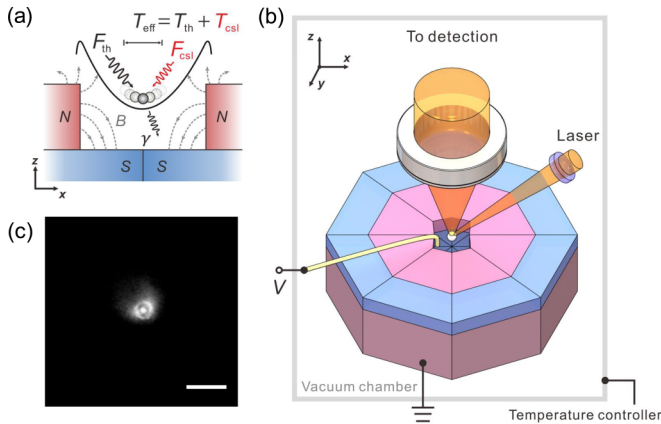 (a)
T_eff = T_th + T_csl
F_th
F_csl
N
B
γ
N
S
S
z
x
(b)
z
x
y
To detection
Laser
V
Vacuum chamber
Temperature controller
(c)